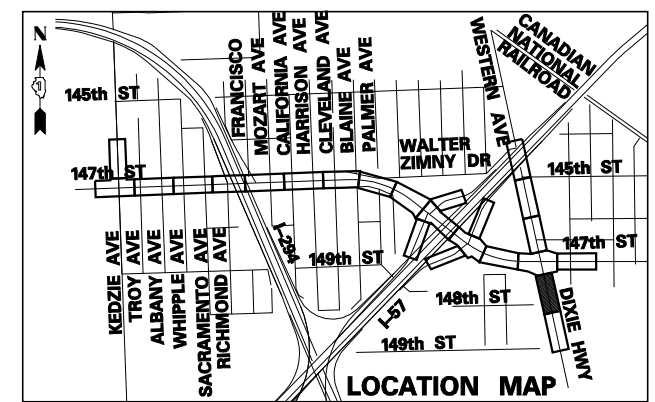 N
1
145th ST
147th ST
FRANCISCO
MOZART AVE
CALIFORNIA AVE
HARRISON AVE
CLEVELAND AVE
BLAINE AVE
PALMER AVE
WALTER
ZIMNY DR
WESTERN AVE
CANADIAN
NATIONAL
RAILROAD
145th ST
147th ST
KEDZIE AVE
TROY AVE
ALBANY AVE
WHIPPLE AVE
SACRAMENTO AVE
RICHMOND AVE
I-294
149th ST
I-57
148th ST
149th ST
DIXIE HWY
LOCATION MAP